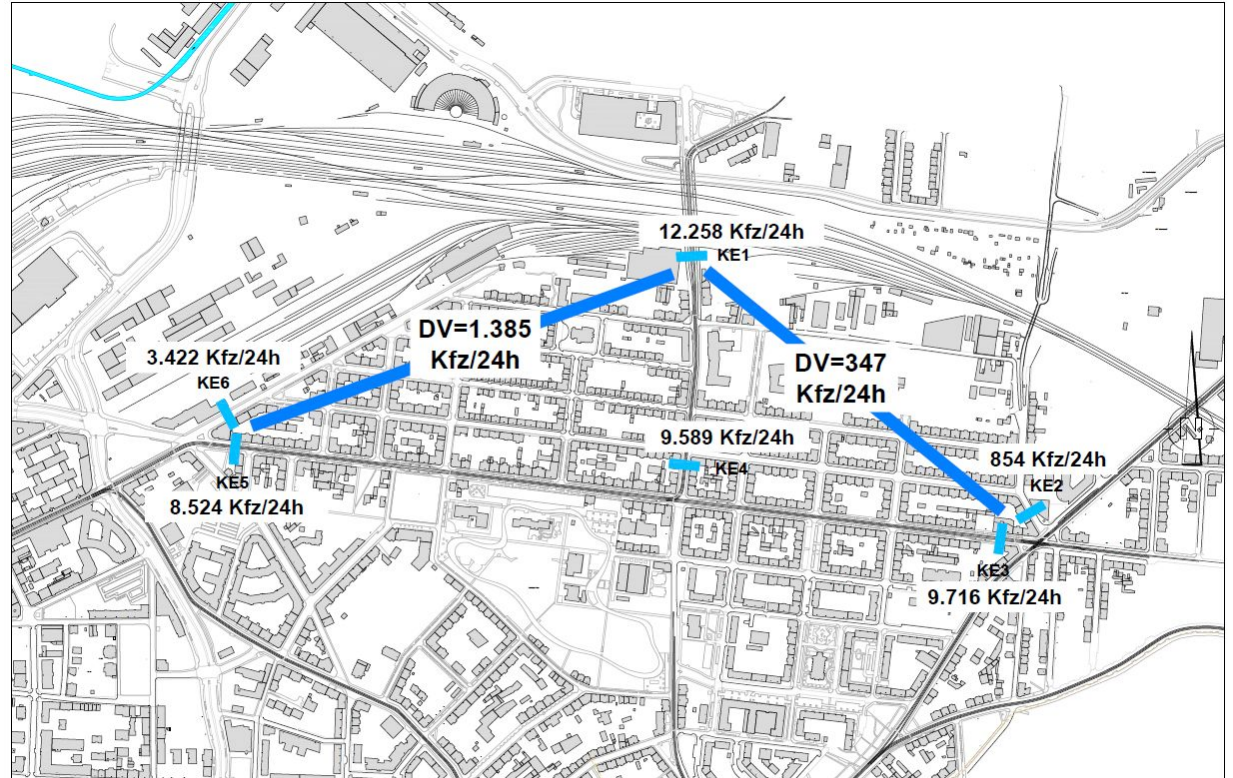 12.258 Kfz/24h
KE1
DV=1.385
Kfz/24h
DV=347
Kfz/24h
3.422 Kfz/24h
KE6
9.589 Kfz/24h
KE4
854 Kfz/24h
KE2
KE5
8.524 Kfz/24h
KE3
9.716 Kfz/24h
N